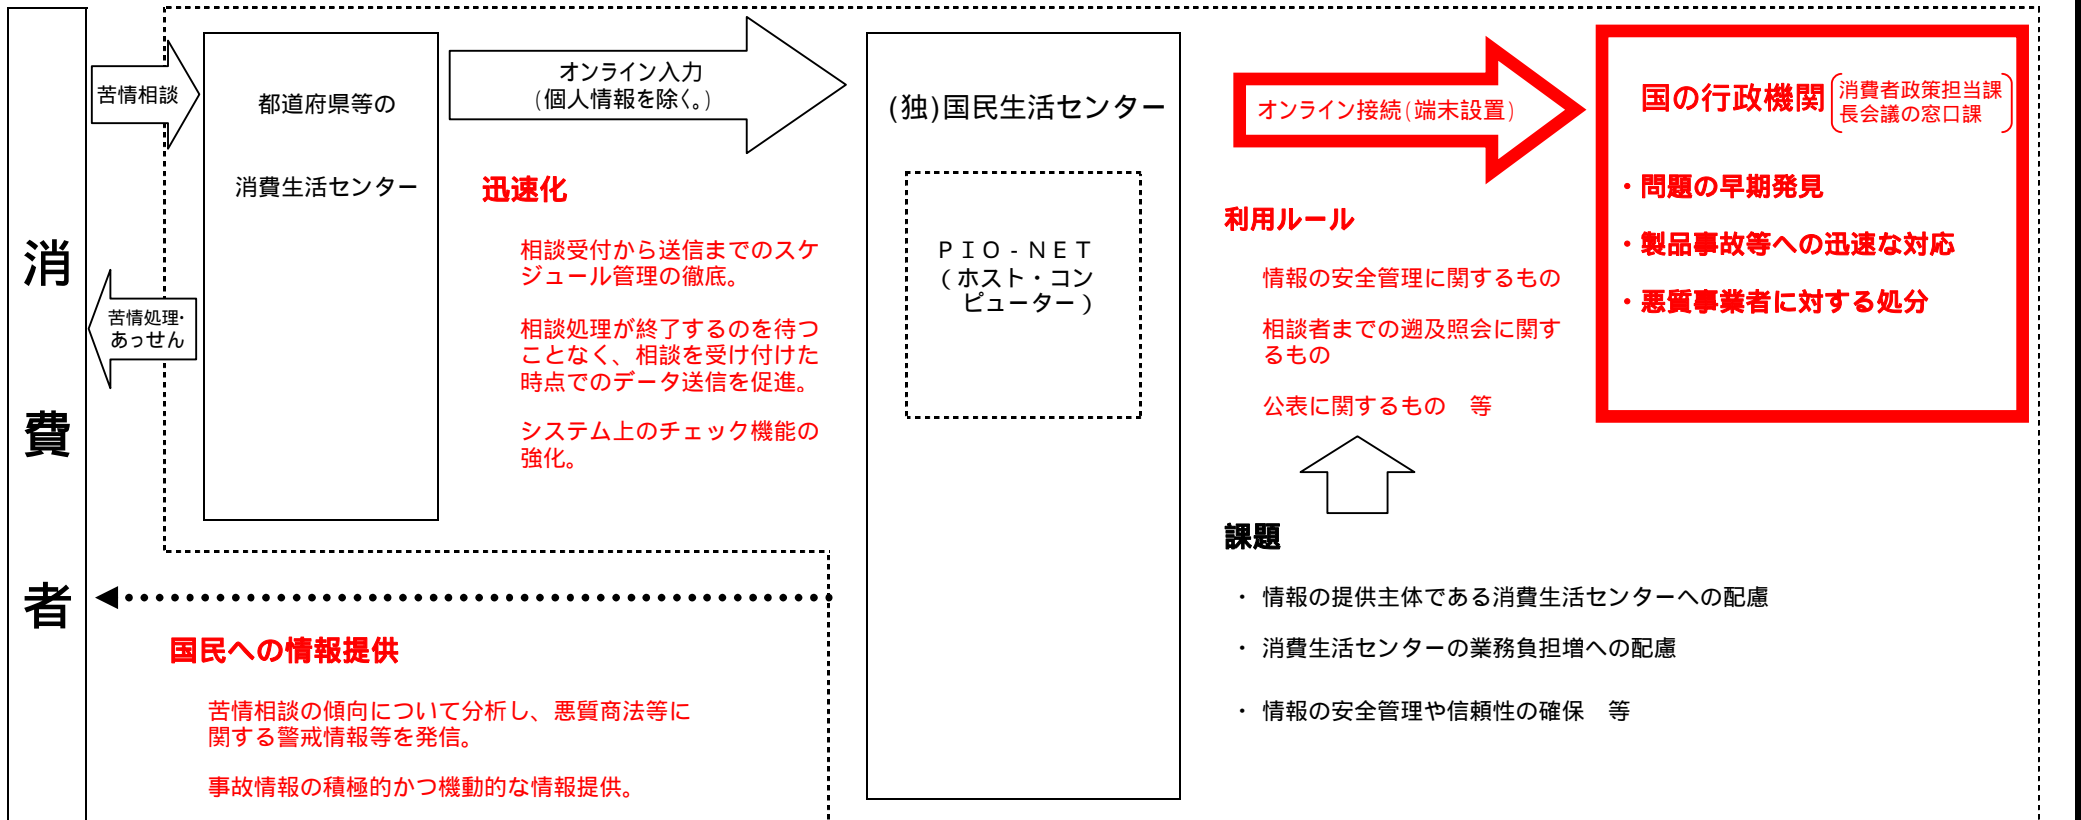 消
費
者
苦情相談
苦情処理・
あっせん
都道府県等の
消費生活センター
オンライン入力
(個人情報を除く。)
迅速化
相談受付から送信までのスケ
ジュール管理の徹底。
相談処理が終了するのを待つ
ことなく、相談を受け付けた
時点でのデータ送信を促進。
システム上のチェック機能の
強化。
(独)国民生活センター
ＰＩＯ-ＮＥＴ
(ホスト・コン
ピューター)
オンライン接続(端末設置)
利用ルール
情報の安全管理に関するもの
相談者までの遡及照会に関す
るもの
公表に関するもの　等
国の行政機関
消費者政策担当課
長会議の窓口課
・問題の早期発見
・製品事故等への迅速な対応
・悪質事業者に対する処分
課題
・ 情報の提供主体である消費生活センターへの配慮
・ 消費生活センターの業務負担増への配慮
・ 情報の安全管理や信頼性の確保　等
国民への情報提供
苦情相談の傾向について分析し、悪質商法等に
関する警戒情報等を発信。
事故情報の積極的かつ機動的な情報提供。